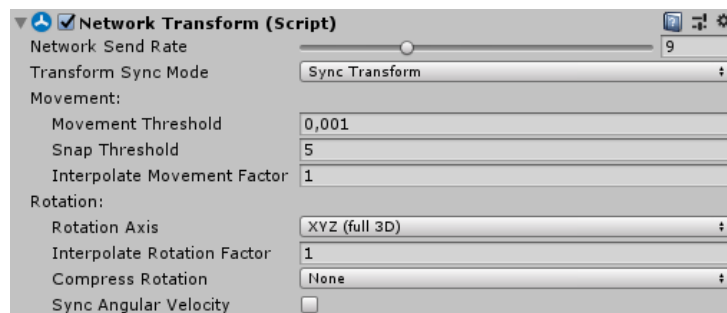 Network Transform (Script)
Network Send Rate 9
Transform Sync Mode Sync Transform
Movement:
Movement Threshold 0,001
Snap Threshold 5
Interpolate Movement Factor 1
Rotation:
Rotation Axis XYZ (full 3D)
Interpolate Rotation Factor 1
Compress Rotation None
Sync Angular Velocity